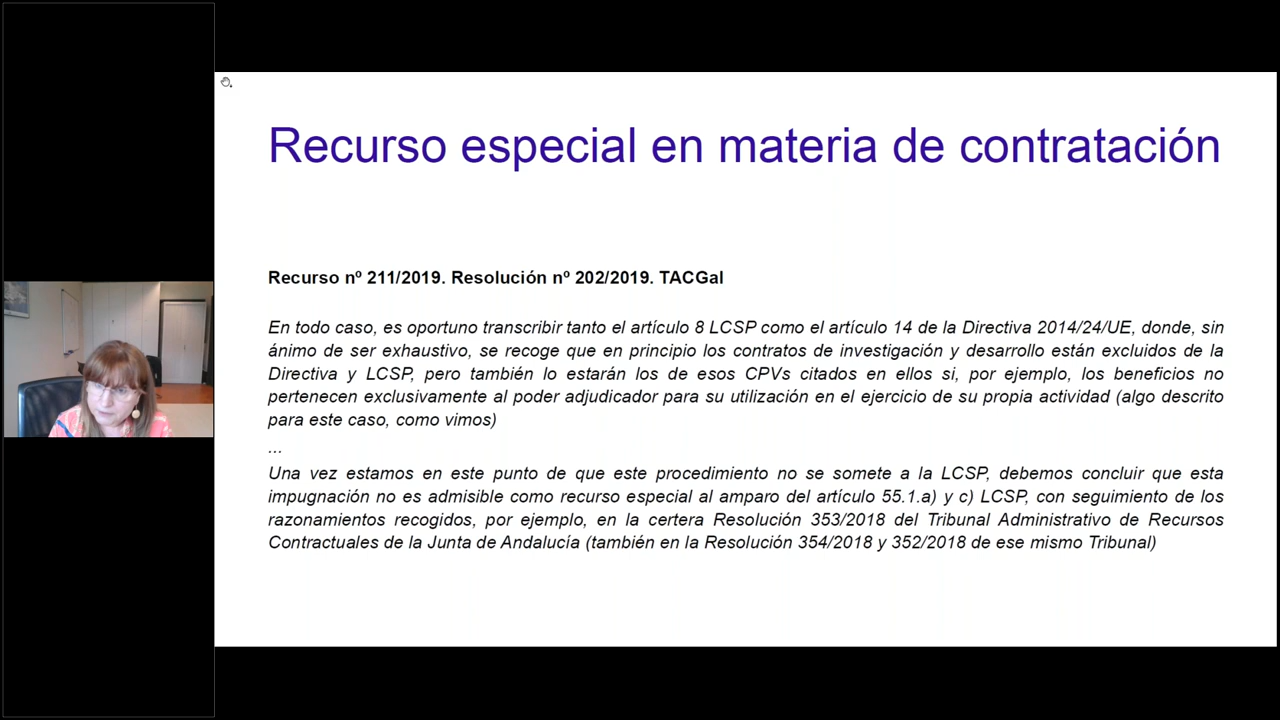 Recurso especial en materia de contratación
Recurso nº 211/2019. Resolución nº 202/2019. TACGal
En todo caso, es oportuno transcribir tanto el artículo 8 LCSP como el artículo 14 de la Directiva 2014/24/UE, donde, sin
ánimo de ser exhaustivo, se recoge que en principio los contratos de investigación y desarrollo están excluidos de la
Directiva y LCSP, pero también lo estarán los de esos CPVs citados en ellos si, por ejemplo, los beneficios no
pertenecen exclusivamente al poder adjudicador para su utilización en el ejercicio de su propia actividad (algo descrito
para este caso, como vimos)
...
Una vez estamos en este punto de que este procedimiento no se somete a la LCSP, debemos concluir que esta
impugnación no es admisible como recurso especial al amparo del artículo 55.1.a) y c) LCSP, con seguimiento de los
razonamientos recogidos, por ejemplo, en la certera Resolución 353/2018 del Tribunal Administrativo de Recursos
Contractuales de la Junta de Andalucía (también en la Resolución 354/2018 y 352/2018 de ese mismo Tribunal)